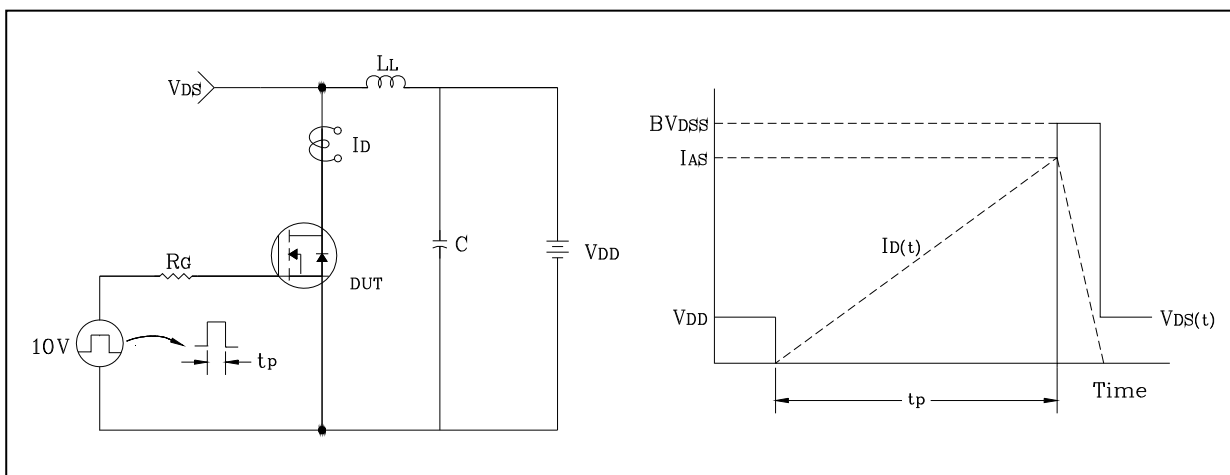 VDS
LL
ID
RG
DUT
C
VDD
10V
tp
BVDSS
IAS
ID(t)
VDD
VDS(t)
tp
Time